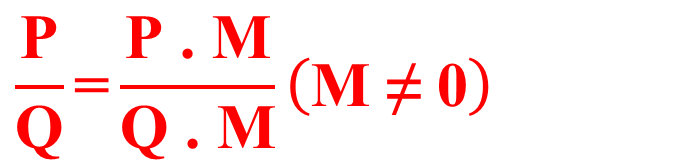 P/Q = P . M / Q . M (M ≠ 0)